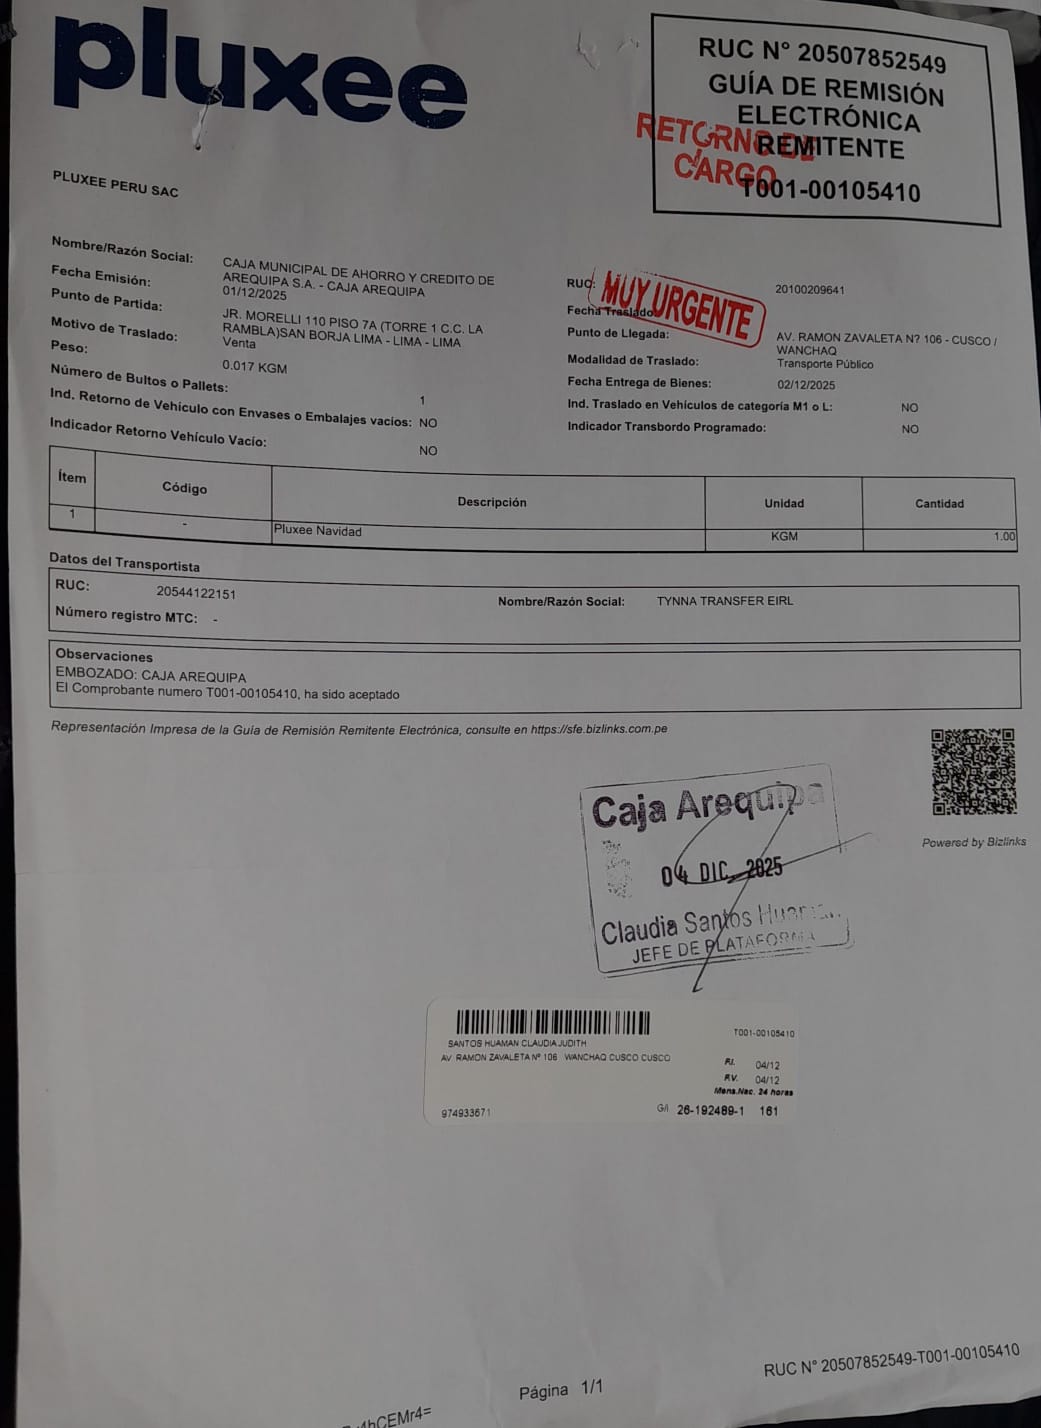 pluxee
RUC N° 20507852549
GUÍA DE REMISIÓN
ELECTRÓNICA
REMITENTE
RETORNO DE
CARGO
T001-00105410
PLUXEE PERU SAC
Nombre/Razón Social: CAJA MUNICIPAL DE AHORRO Y CREDITO DE
AREQUIPA S.A. - CAJA AREQUIPA
Fecha Emisión: 01/12/2025
Punto de Partida: JR. MORELLI 110 PISO 7A (TORRE 1 C.C. LA
RAMBLA)SAN BORJA LIMA - LIMA - LIMA
Motivo de Traslado: Venta
Peso: 0.017 KGM
Número de Bultos o Pallets: 1
Ind. Retorno de Vehículo con Envases o Embalajes vacíos: NO
Indicador Retorno Vehículo Vacío: NO
RUC: 20100209641
MUY URGENTE
Fecha Traslado:
Punto de Llegada: AV. RAMON ZAVALETA N? 106 - CUSCO /
WANCHAQ
Modalidad de Traslado: Transporte Público
Fecha Entrega de Bienes: 02/12/2025
Ind. Traslado en Vehículos de categoría M1 o L: NO
Indicador Transbordo Programado: NO
Ítem Código Descripción Unidad Cantidad
1 - Pluxee Navidad KGM 1.00
Datos del Transportista
RUC: 20544122151 Nombre/Razón Social: TYNNA TRANSFER EIRL
Número registro MTC: -
Observaciones
EMBOZADO: CAJA AREQUIPA
El Comprobante numero T001-00105410, ha sido aceptado
Representación Impresa de la Guía de Remisión Remitente Electrónica, consulte en https://sfe.bizlinks.com.pe
Powered by Bizlinks
Caja Arequipa
04 DIC. 2025
Claudia Santos
JEFE DE PLATAFORMA
T001-00105410
SANTOS HUAMAN CLAUDIA JUDITH
AV RAMON ZAVALETA N° 106 WANCHAQ CUSCO CUSCO
04/12
04/12
Mens.Nac. 24 horas
974933671 G/I 26-192489-1 161
RUC N° 20507852549-T001-00105410
Página 1/1